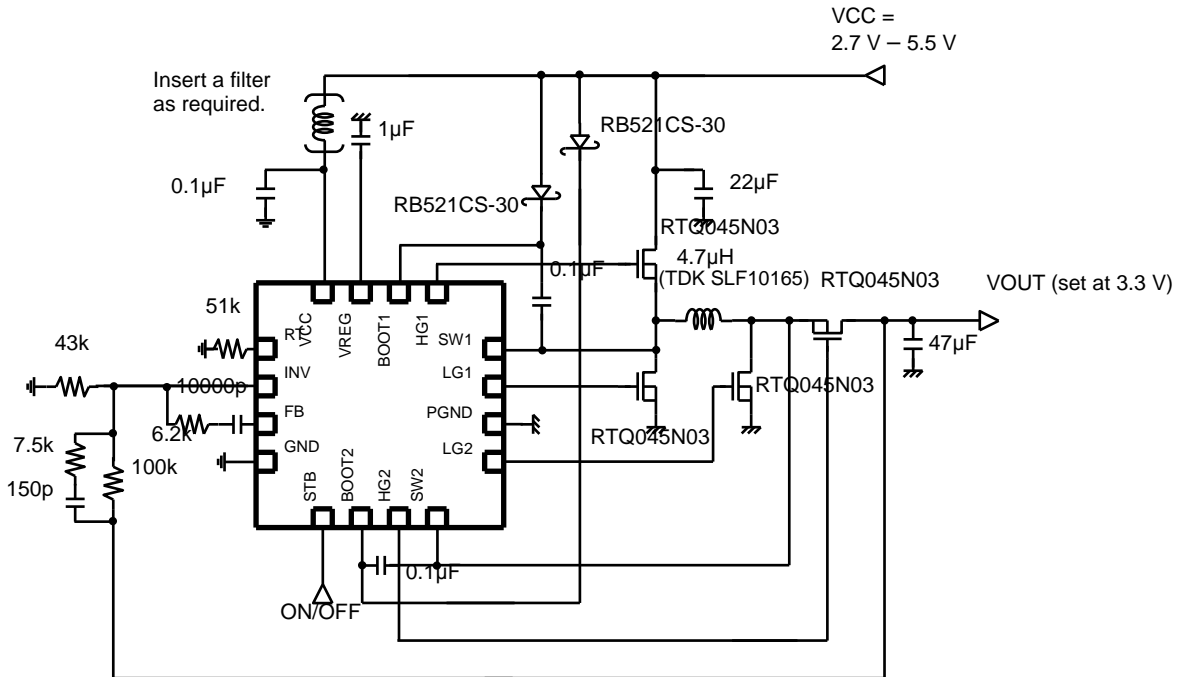 VCC =
2.7 V – 5.5 V
Insert a filter
as required.
1µF
RB521CS-30
0.1µF
22µF
RB521CS-30
RTQ045N03
4.7µH
0.1µF
(TDK SLF10165)
RTQ045N03
VOUT (set at 3.3 V)
51k
VCC
VREG
BOOT1
HG1
RT
SW1
43k
47µF
INV
LG1
10000p
RTQ045N03
FB
PGND
6.2k
RTQ045N03
7.5k
GND
LG2
100k
150p
STB
BOOT2
HG2
SW2
0.1µF
ON/OFF